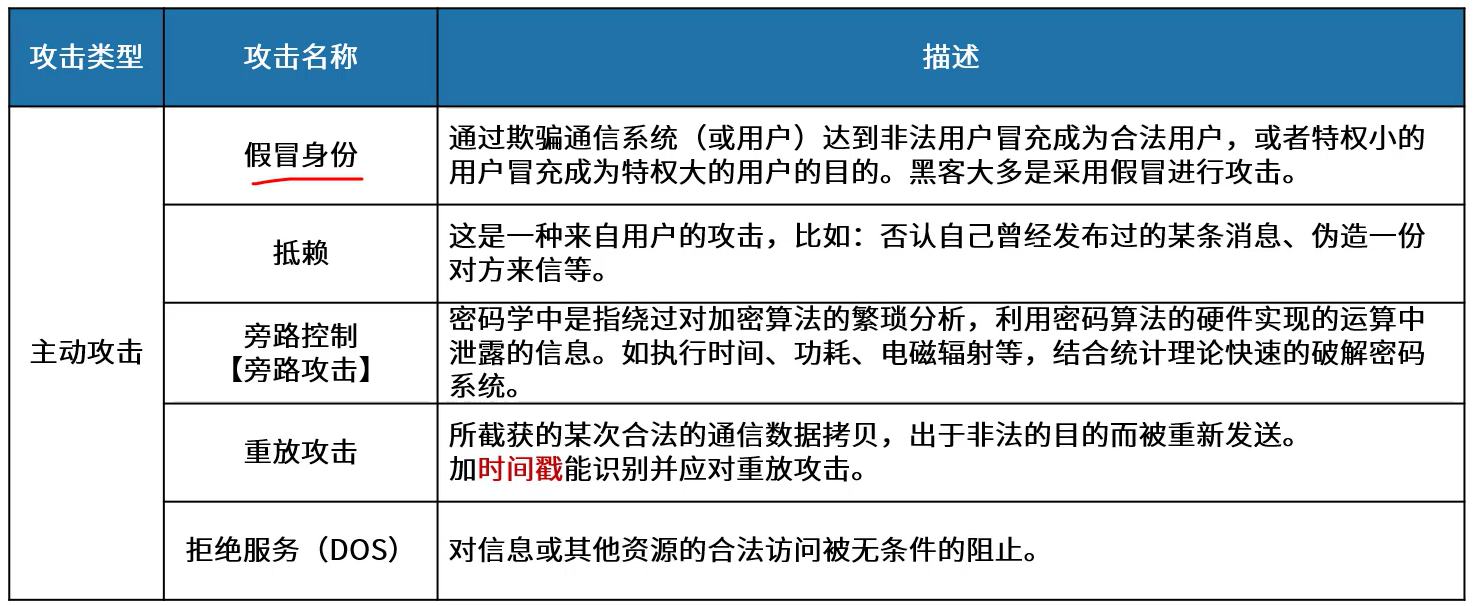 攻击类型
攻击名称
描述
主动攻击
假冒身份
通过欺骗通信系统（或用户）达到非法用户冒充成为合法用户，或者特权小的
用户冒充成为特权大的用户的目的。黑客大多是采用假冒进行攻击。
抵赖
这是一种来自用户的攻击，比如：否认自己曾经发布过的某条消息、伪造一份
对方来信等。
旁路控制
【旁路攻击】
密码学中是指绕过对加密算法的繁琐分析，利用密码算法的硬件实现的运算中
泄露的信息。如执行时间、功耗、电磁辐射等，结合统计理论快速的破解密码
系统。
重放攻击
所截获的某次合法的通信数据拷贝，出于非法的目的而被重新发送。
加时间戳能识别并应对重放攻击。
拒绝服务（DOS）
对信息或其他资源的合法访问被无条件的阻止。